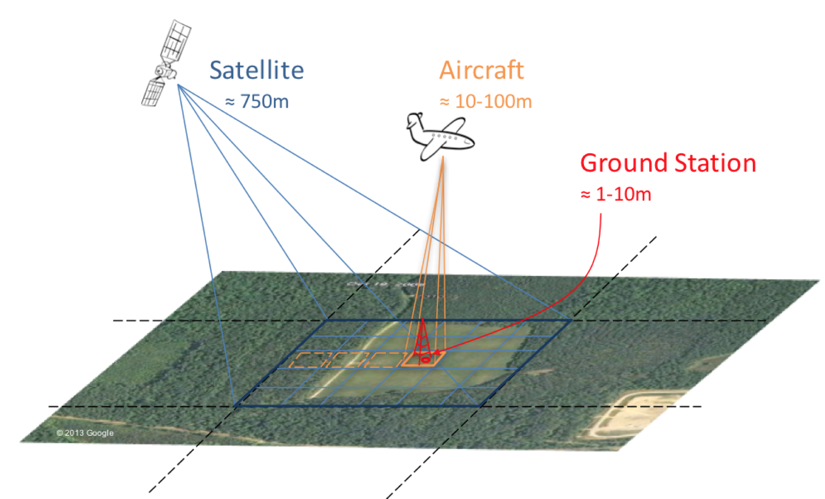 Satellite
≈ 750m
Aircraft
≈ 10-100m
Ground Station
≈ 1-10m
© 2013 Google